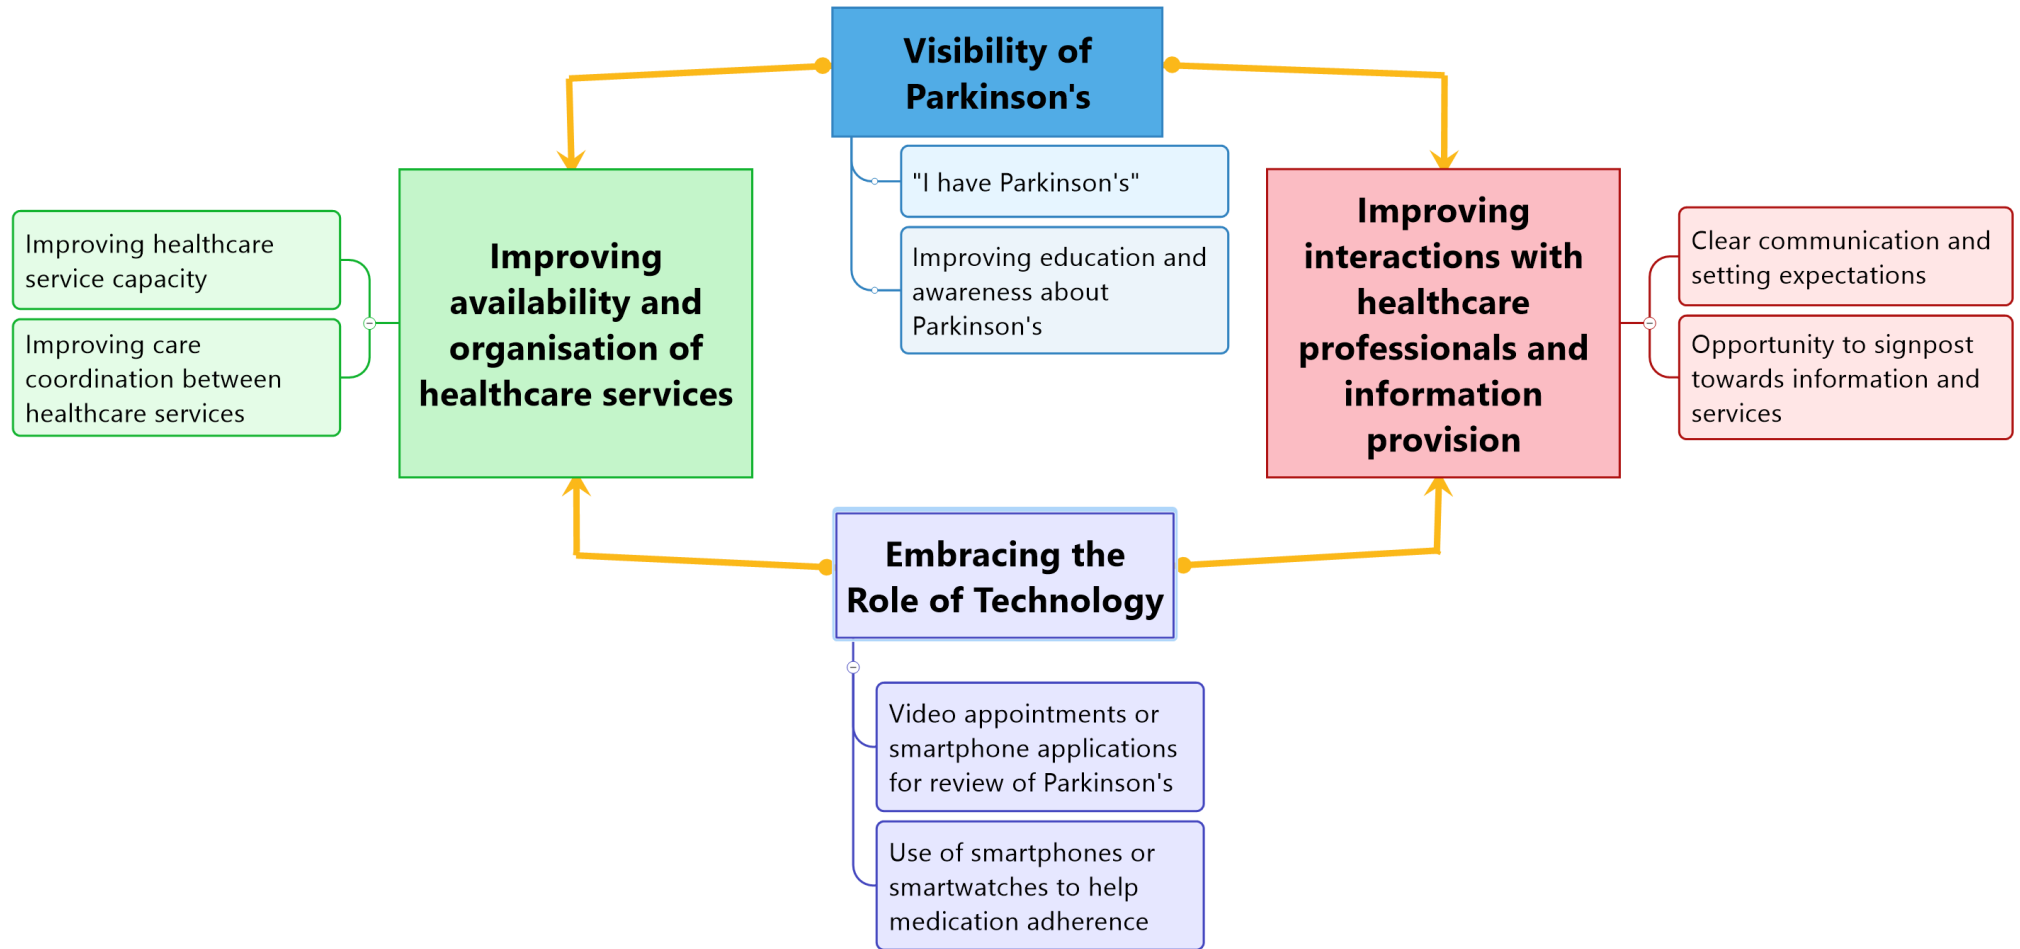 Visibility of
Parkinson's
"I have Parkinson's"
Improving education and
awareness about
Parkinson's
Improving
availability and
organisation of
healthcare services
Improving healthcare
service capacity
Improving care
coordination between
healthcare services
Improving
interactions with
healthcare
professionals and
information
provision
Clear communication and
setting expectations
Opportunity to signpost
towards information and
services
Embracing the
Role of Technology
Video appointments or
smartphone applications
for review of Parkinson's
Use of smartphones or
smartwatches to help
medication adherence